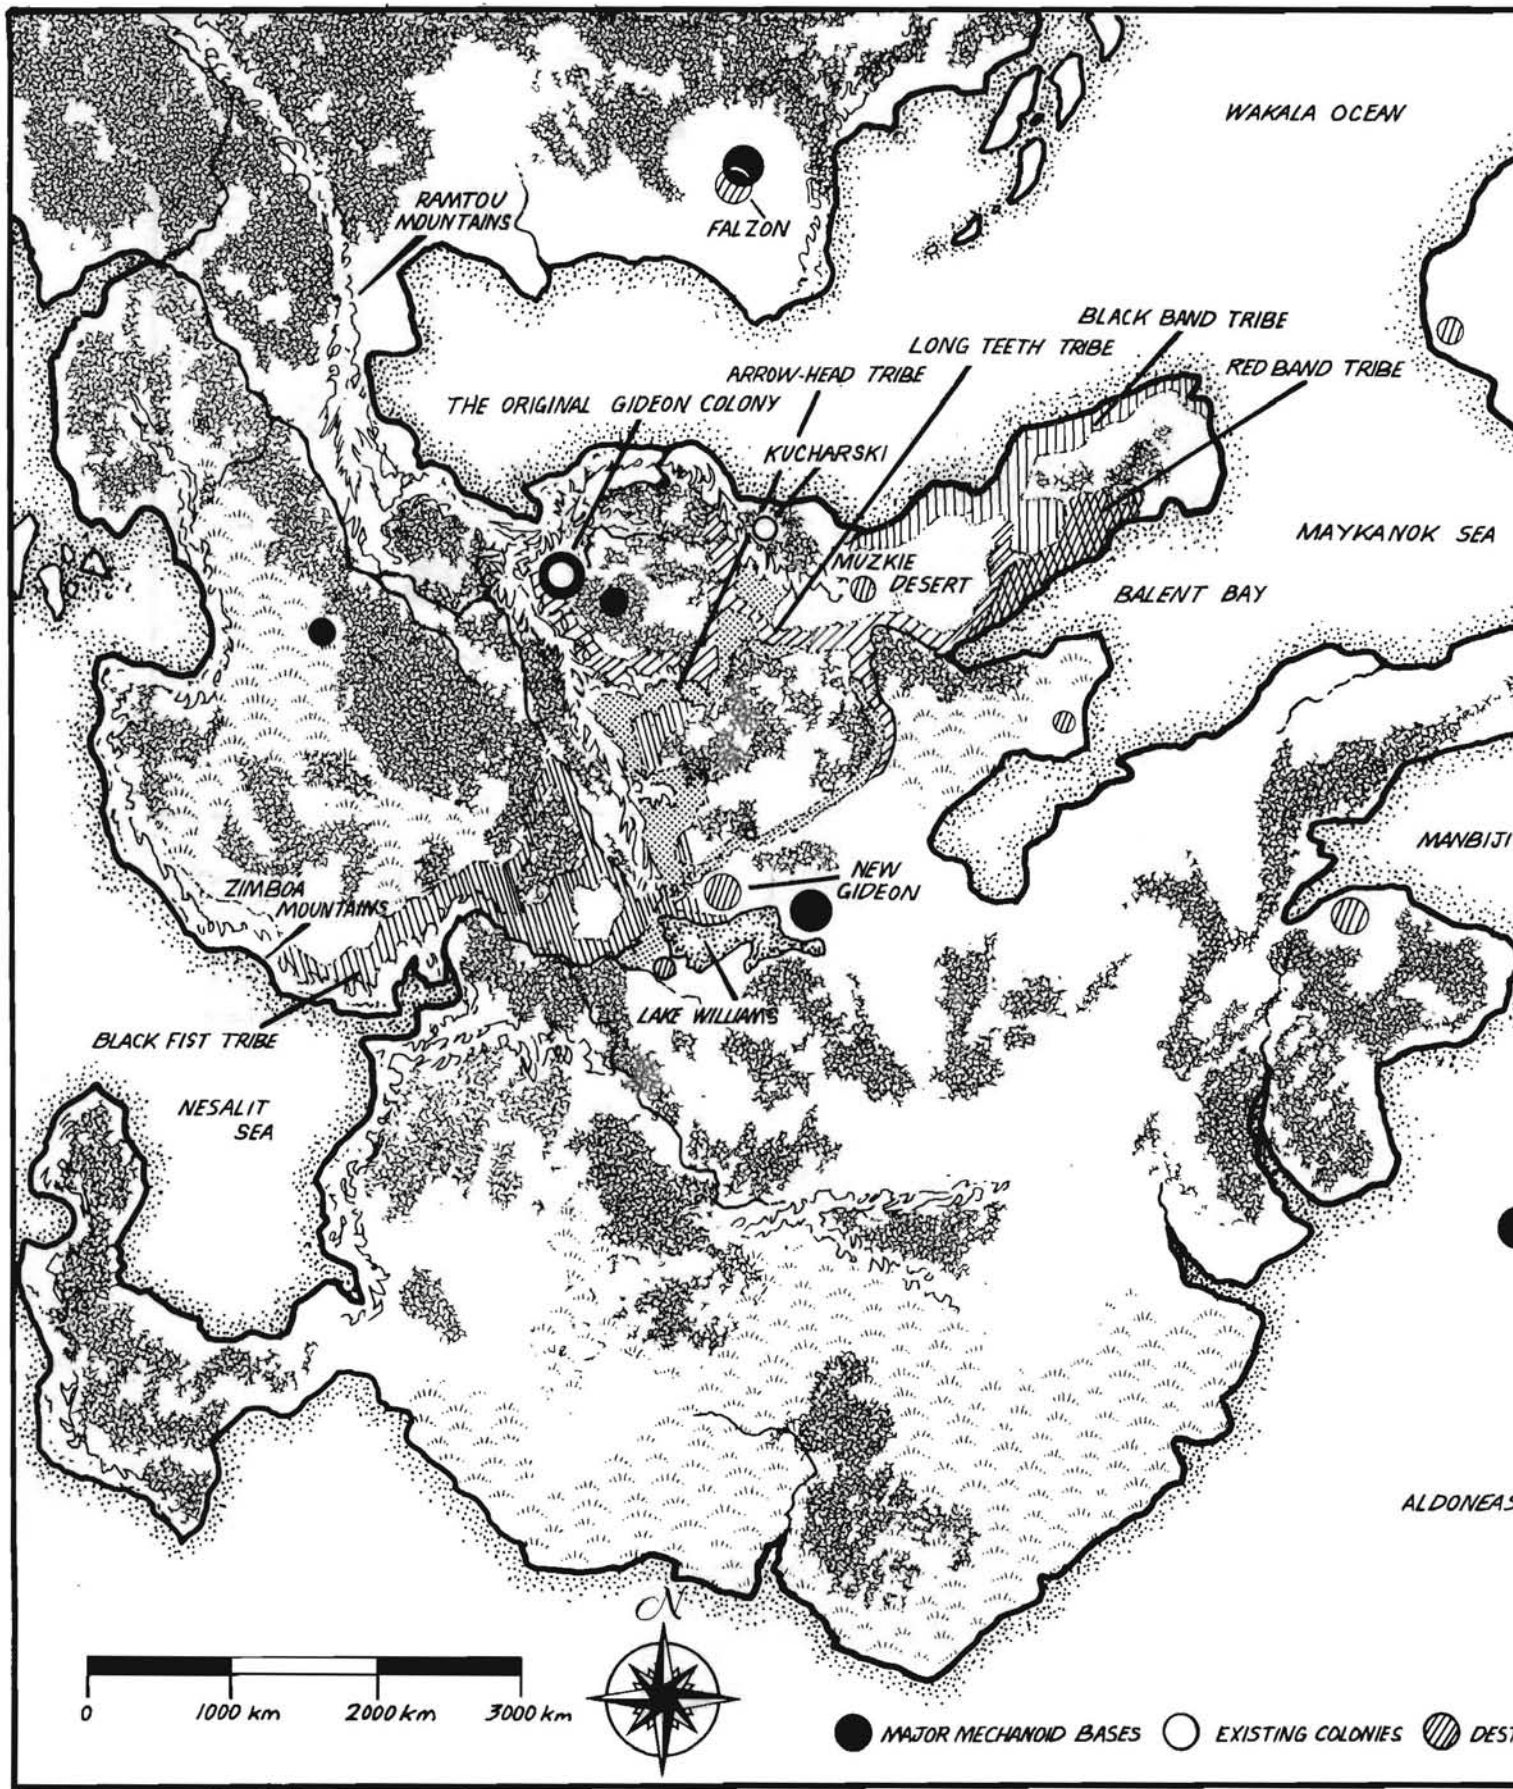 WAKALA OCEAN
RAMTOU
MOUNTAINS
FALZON
BLACK BAND TRIBE
LONG TEETH TRIBE
RED BAND TRIBE
ARROW-HEAD TRIBE
THE ORIGINAL GIDEON COLONY
KUCHARSKI
MAYKANOK SEA
MUZKIE
DESERT
BALENT BAY
MANBIJI
NEW
GIDEON
ZIMBOA
MOUNTAINS
LAKE WILLIAMS
BLACK FIST TRIBE
NESALIT
SEA
ALDONEAS
N
0 1000 km 2000 km 3000 km
MAJOR MECHANOID BASES EXISTING COLONIES DEST